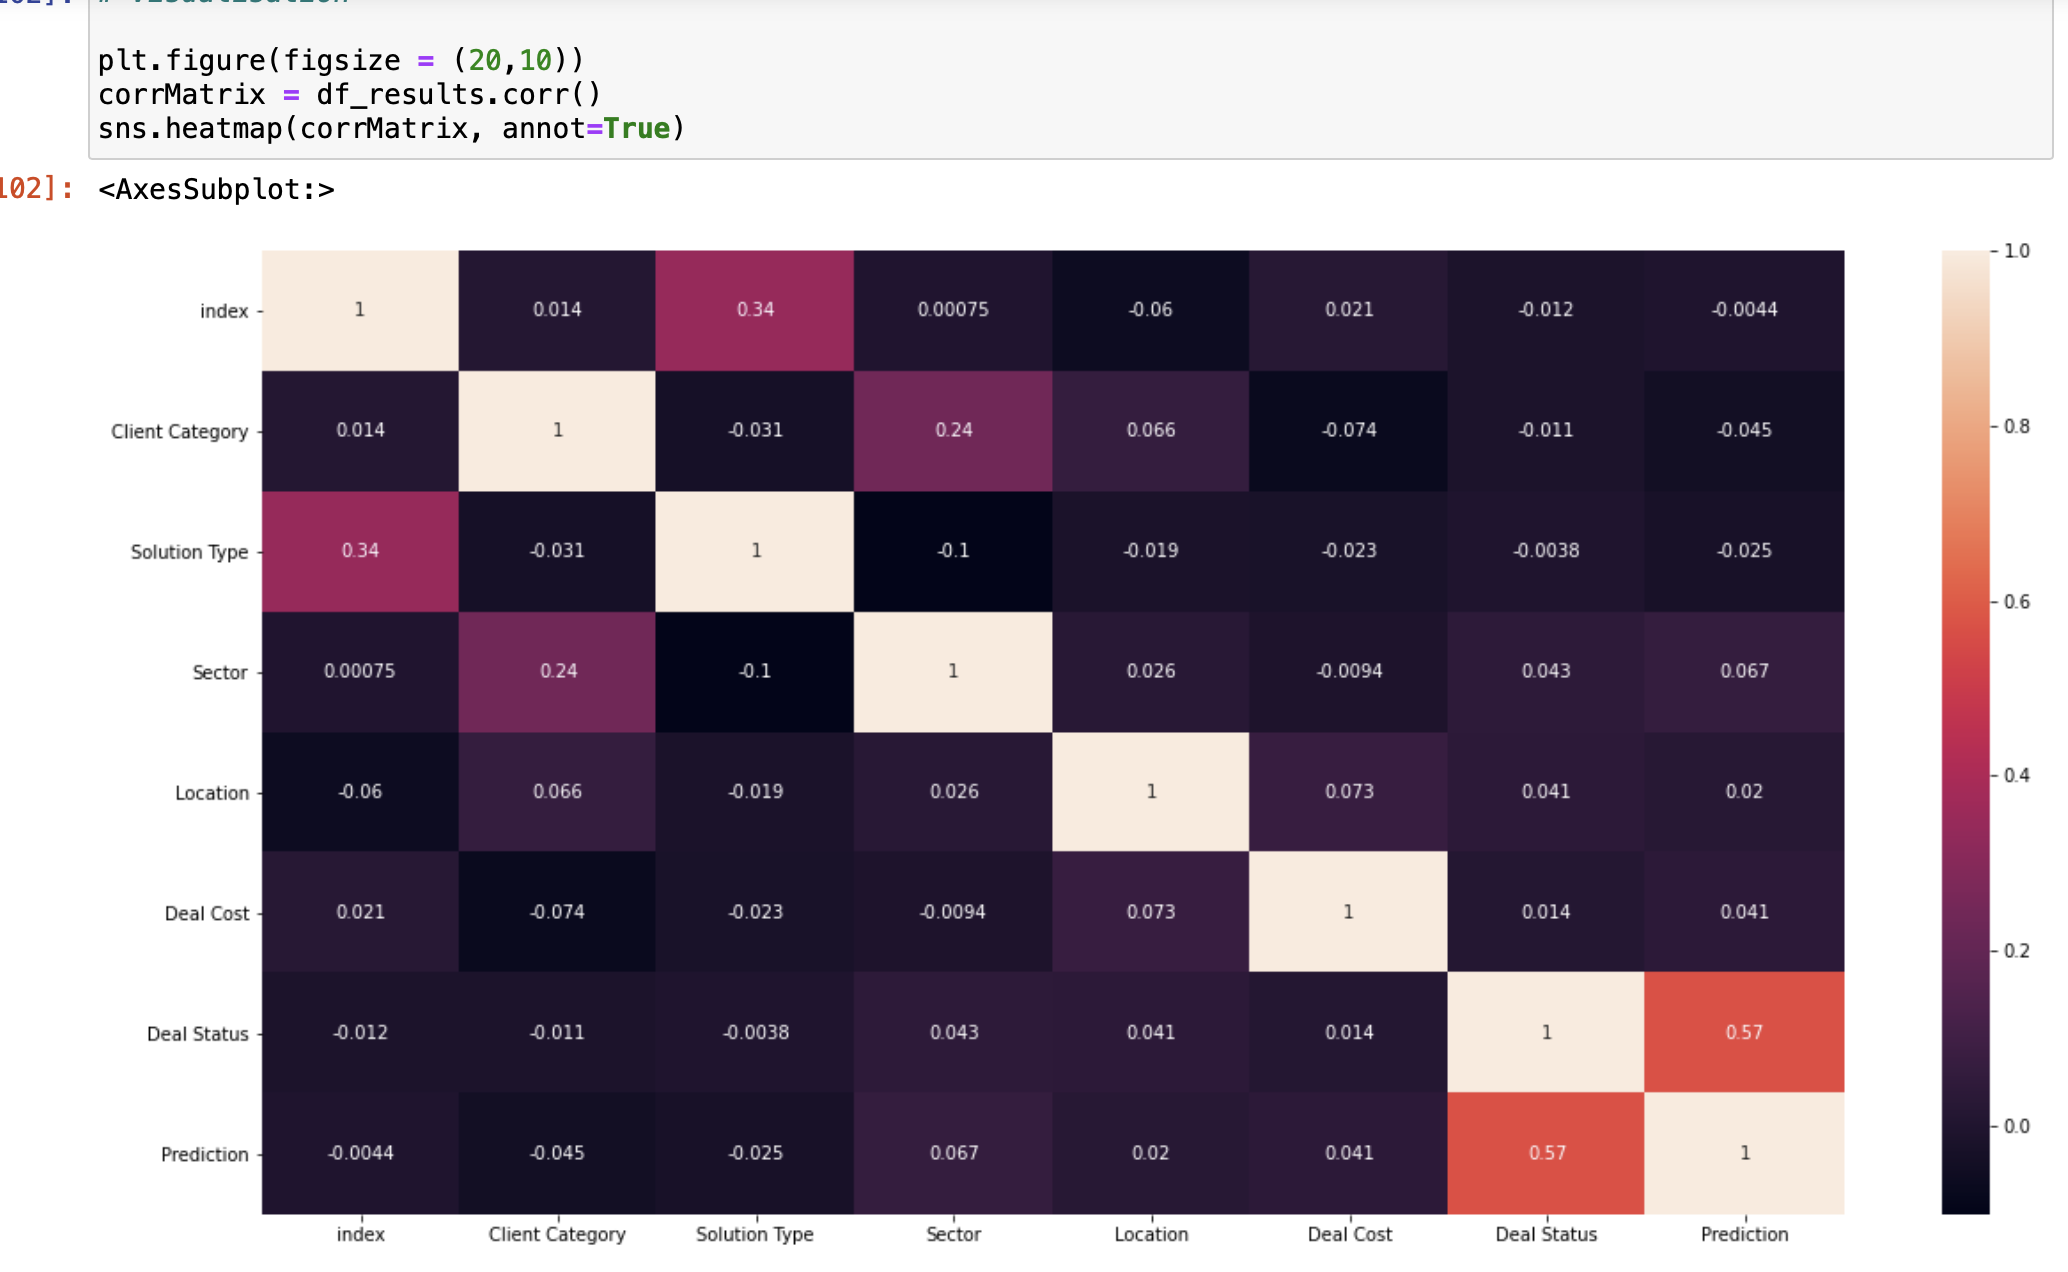 plt.figure(figsize = (20,10))
corrMatrix = df_results.corr()
sns.heatmap(corrMatrix, annot=True)
102]: <AxesSubplot:>
index 1 0.014 0.34 0.00075 -0.06 0.021 -0.012 -0.0044
Client Category 0.014 1 -0.031 0.24 0.066 -0.074 -0.011 -0.045
Solution Type 0.34 -0.031 1 -0.1 -0.019 -0.023 -0.0038 -0.025
Sector 0.00075 0.24 -0.1 1 0.026 -0.0094 0.043 0.067
Location -0.06 0.066 -0.019 0.026 1 0.073 0.041 0.02
Deal Cost 0.021 -0.074 -0.023 -0.0094 0.073 1 0.014 0.041
Deal Status -0.012 -0.011 -0.0038 0.043 0.041 0.014 1 0.57
Prediction -0.0044 -0.045 -0.025 0.067 0.02 0.041 0.57 1
index Client Category Solution Type Sector Location Deal Cost Deal Status Prediction
1.0
0.8
0.6
0.4
0.2
0.0